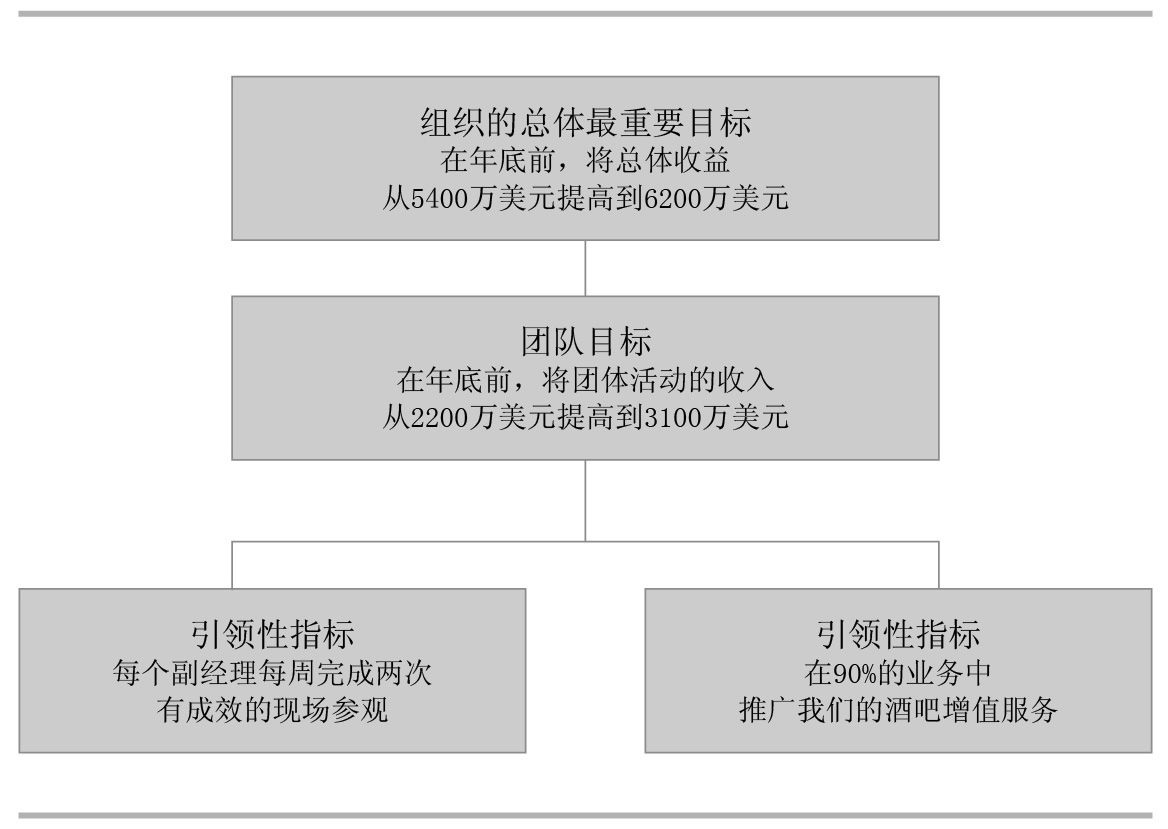 组织的总体最重要目标
在年底前，将总体收益
从5400万美元提高到6200万美元
团队目标
在年底前，将团体活动的收入
从2200万美元提高到3100万美元
引领性指标
每个副经理每周完成两次
有成效的现场参观
引领性指标
在90%的业务中
推广我们的酒吧增值服务